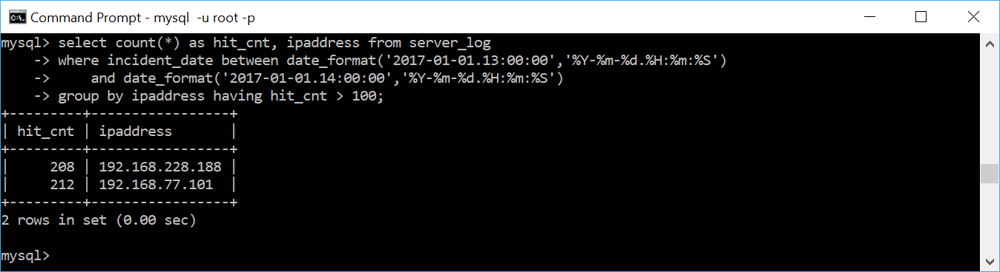 Command Prompt - mysql  -u root -p
mysql> select count(*) as hit_cnt, ipaddress from server_log
    -> where incident_date between date_format('2017-01-01.13:00:00','%Y-%m-%d.%H:%m:%S')
    ->     and date_format('2017-01-01.14:00:00','%Y-%m-%d.%H:%m:%S')
    -> group by ipaddress having hit_cnt > 100;
+---------+-----------------+
| hit_cnt | ipaddress       |
+---------+-----------------+
|     208 | 192.168.228.188 |
|     212 | 192.168.77.101  |
+---------+-----------------+
2 rows in set (0.00 sec)
mysql>